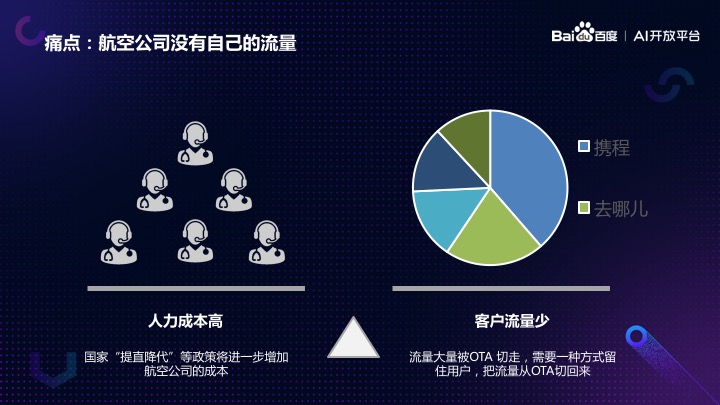 痛点：航空公司没有自己的流量
Baidu百度 | AI开放平台
携程
去哪儿
人力成本高
国家“提直降代”等政策将进一步增加
航空公司的成本
客户流量少
流量大量被OTA 切走，需要一种方式留
住用户，把流量从OTA切回来